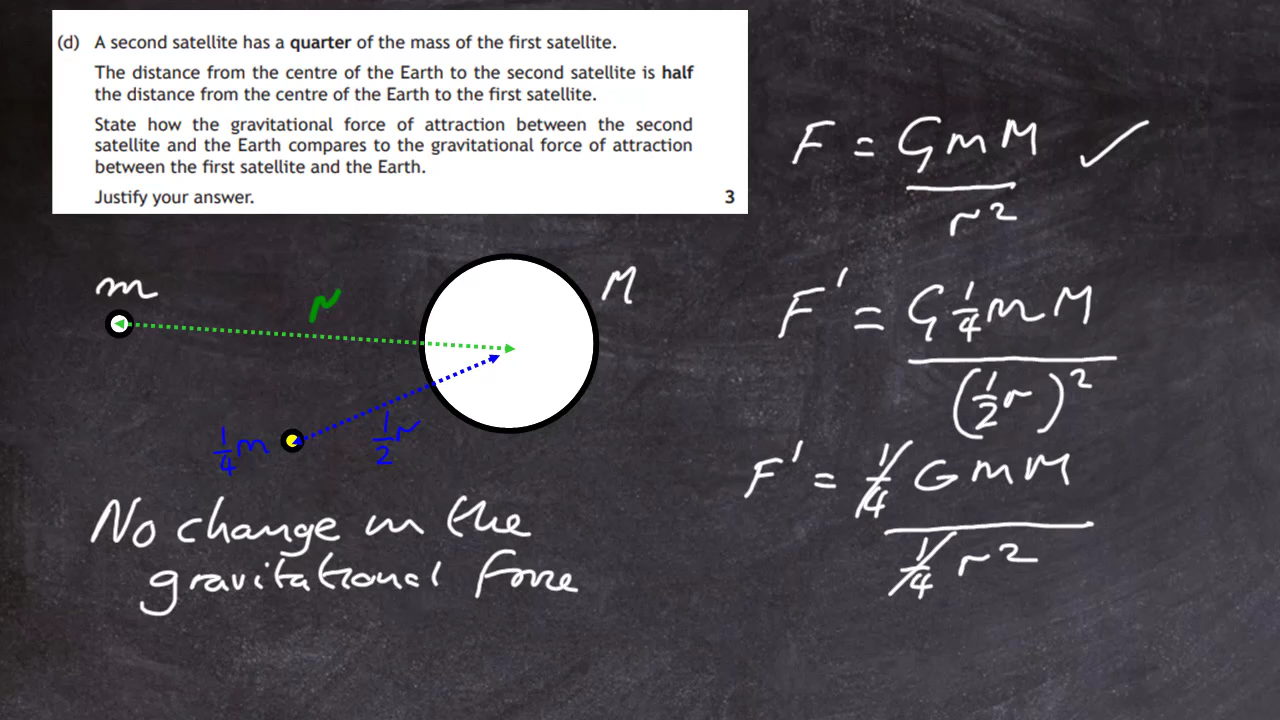 (d) A second satellite has a quarter of the mass of the first satellite.
The distance from the centre of the Earth to the second satellite is half
the distance from the centre of the Earth to the first satellite.
State how the gravitational force of attraction between the second
satellite and the Earth compares to the gravitational force of attraction
between the first satellite and the Earth.
Justify your answer. 3
m
r
M
1/4 m
1/2 r
No change in the
gravitational force
F = GmM ✓
r²
F' = G 1/4 m M
(1/2 r)²
F' = 1/4 GmM
1/4 r²